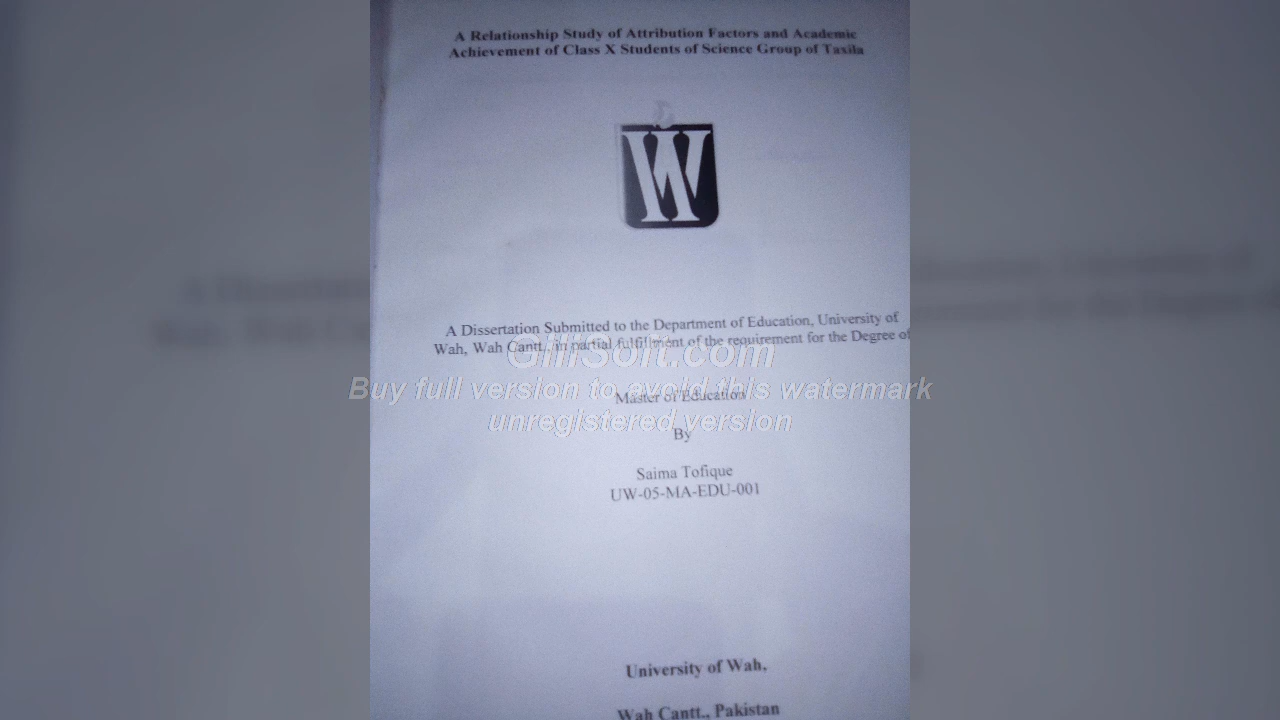 A Relationship Study of Attribution Factors and Academic
Achievement of Class X Students of Science Group of Taxila
W
A Dissertation Submitted to the Department of Education, University of
Wah, Wah Cantt., in partial fulfillment of the requirement for the Degree of
GiliSoft.com
Buy full version to avoid this watermark
Master of Education
unregistered version
By
Saima Tofique
UW-05-MA-EDU-001
University of Wah,
Wah Cantt., Pakistan